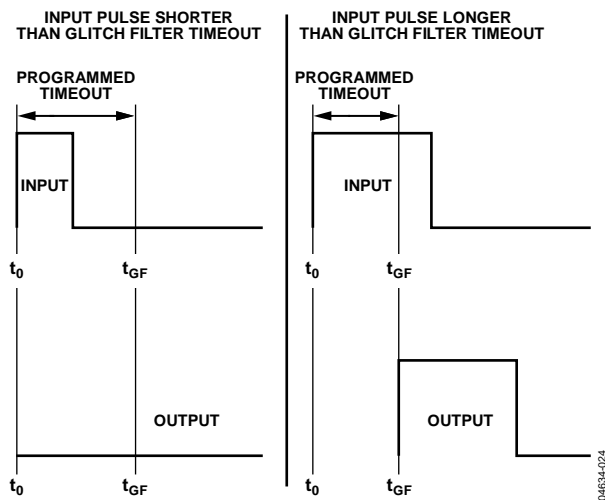 INPUT PULSE SHORTER
THAN GLITCH FILTER TIMEOUT
PROGRAMMED
TIMEOUT
INPUT
t0
tGF
OUTPUT
t0
tGF
INPUT PULSE LONGER
THAN GLITCH FILTER TIMEOUT
PROGRAMMED
TIMEOUT
INPUT
t0
tGF
OUTPUT
t0
tGF
04634-024